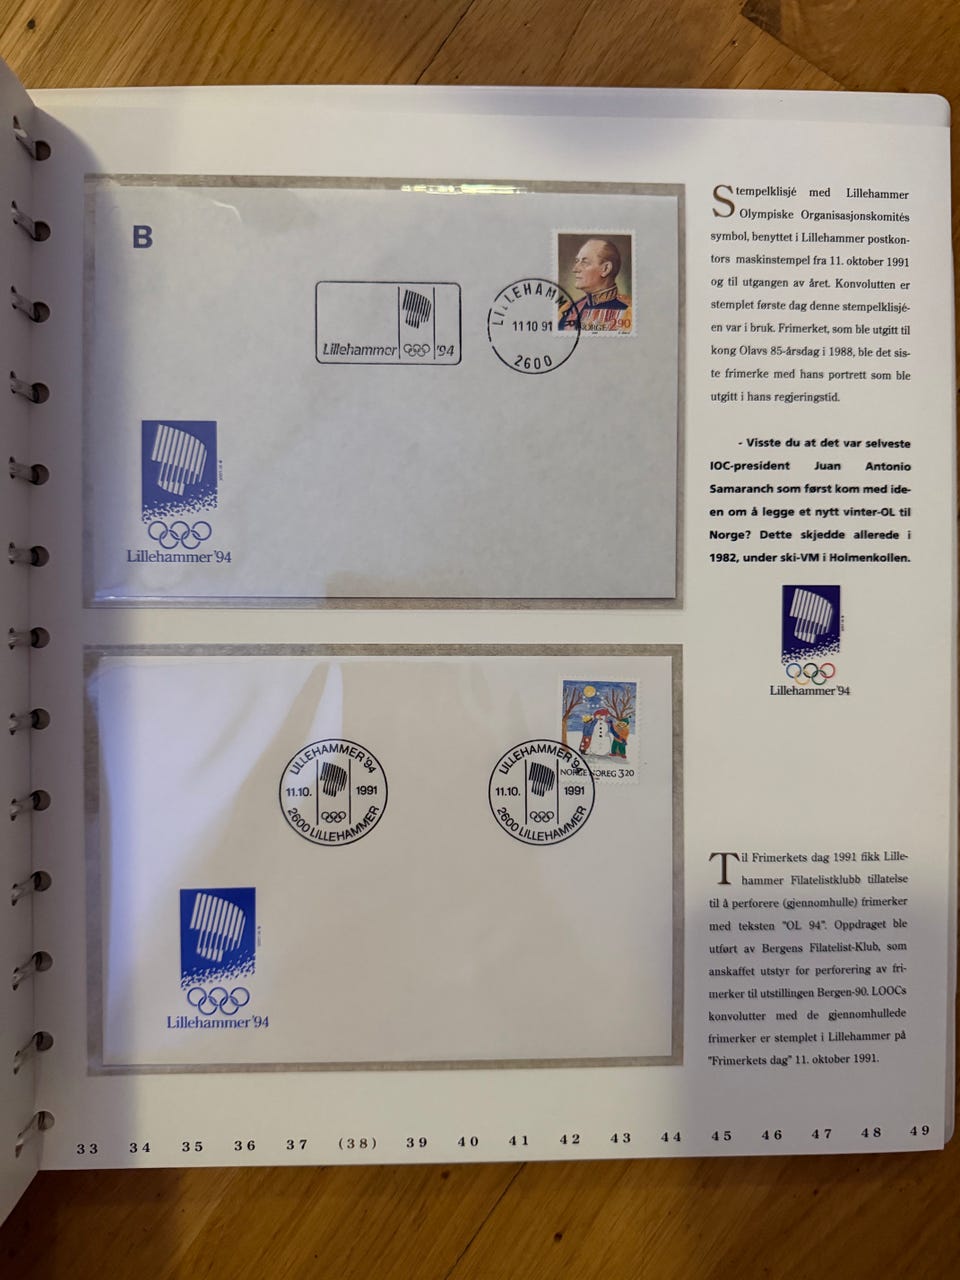 B
LILLEHAMMER
11 10 91
2600
NORGE 2.90
Lillehammer '94
Lillehammer'94
Stempelklisjé med Lillehammer
Olympiske Organisasjonskomités
symbol, benyttet i Lillehammer postkon-
tors maskinstempel fra 11. oktober 1991
og til utgangen av året. Konvolutten er
stemplet første dag denne stempelklisjé-
en var i bruk. Frimerket, som ble utgitt til
kong Olavs 85-årsdag i 1988, ble det sis-
te frimerke med hans portrett som ble
utgitt i hans regjeringstid.
- Visste du at det var selveste
IOC-president Juan Antonio
Samaranch som først kom med ide-
en om å legge et nytt vinter-OL til
Norge? Dette skjedde allerede i
1982, under ski-VM i Holmenkollen.
Lillehammer'94
LILLEHAMMER'94
11.10. 1991
2600 LILLEHAMMER
LILLEHAMMER'94
11.10. 1991
2600 LILLEHAMMER
NORGE NOREG 3.20
Lillehammer'94
Til Frimerkets dag 1991 fikk Lille-
hammer Filatelistklubb tillatelse
til å perforere (gjennomhulle) frimerker
med teksten "OL 94". Oppdraget ble
utført av Bergens Filatelist-Klub, som
anskaffet utstyr for perforering av fri-
merker til utstillingen Bergen-90. LOOCs
konvolutter med de gjennomhullede
frimerker er stemplet i Lillehammer på
"Frimerkets dag" 11. oktober 1991.
33 34 35 36 37 (38) 39 40 41 42 43 44 45 46 47 48 49